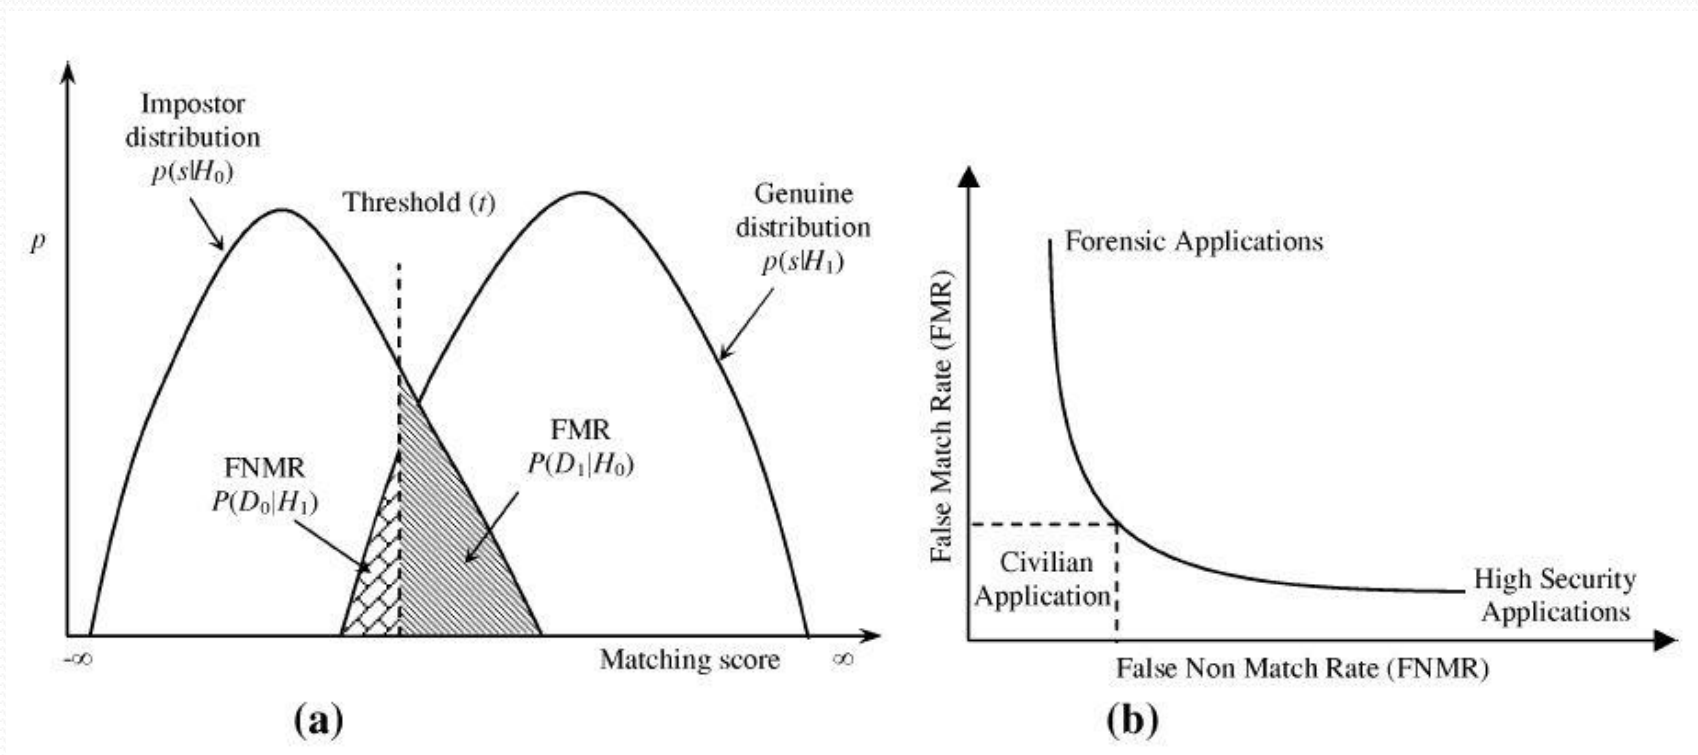 Impostor
distribution
p(s|H₀)
p
Threshold (t)
Genuine
distribution
p(s|H₁)
FNMR
P(D₀|H₁)
FMR
P(D₁|H₀)
-∞
Matching score
∞
(a)
False Match Rate (FMR)
Forensic Applications
Civilian
Application
High Security
Applications
False Non Match Rate (FNMR)
(b)